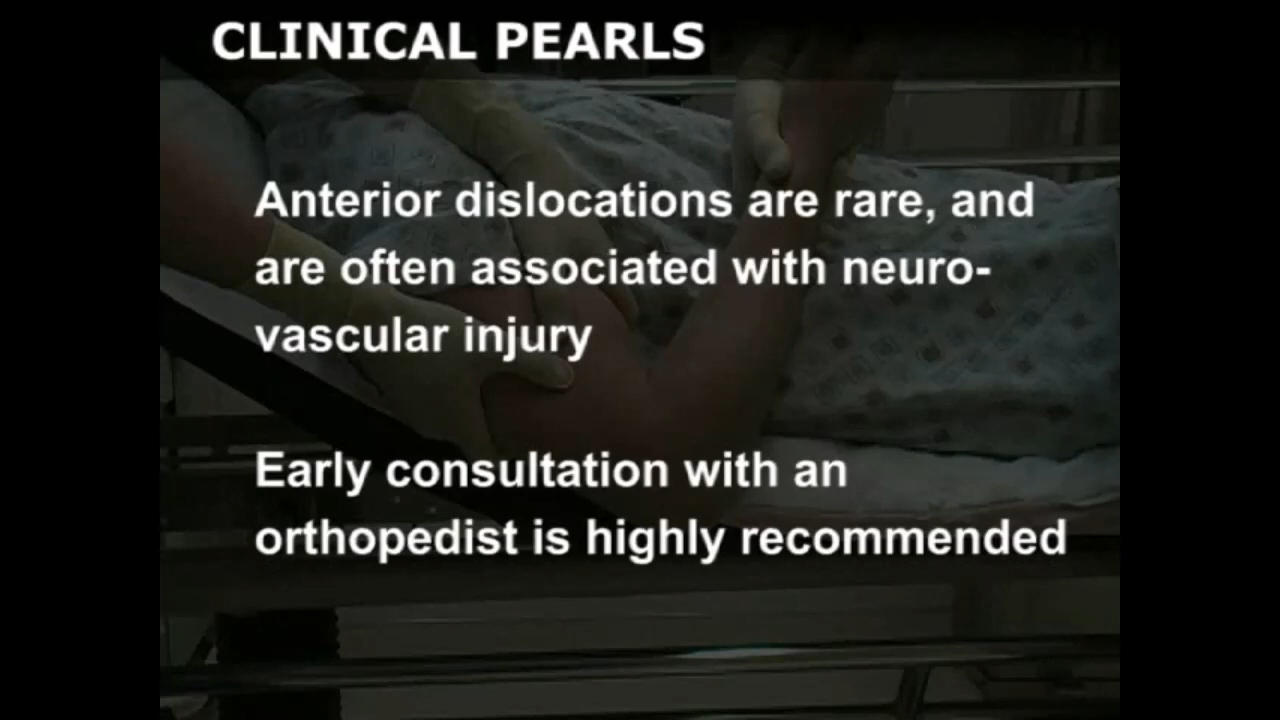 CLINICAL PEARLS
Anterior dislocations are rare, and
are often associated with neuro-
vascular injury
Early consultation with an
orthopedist is highly recommended